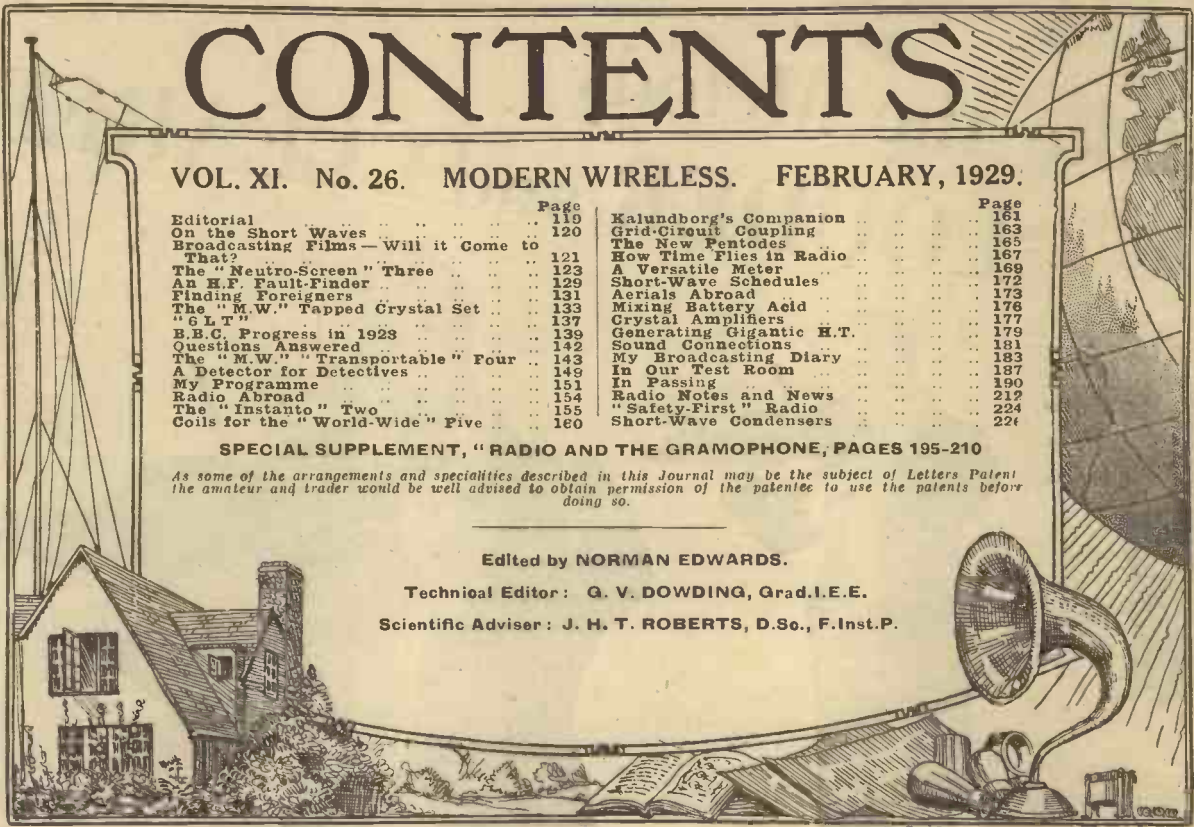 CONTENTS
VOL. XI. No. 26. MODERN WIRELESS. FEBRUARY, 1929.
Page
Editorial .. .. .. .. .. 119
On the Short Waves .. .. .. .. 120
Broadcasting Films — Will it Come to
That? .. .. .. .. .. 121
The "Neutro-Screen" Three .. .. .. 123
An H.F. Fault-Finder .. .. .. .. 129
Finding Foreigners .. .. .. .. 131
The "M.W." Tapped Crystal Set .. .. 133
"6 L T" .. .. .. .. .. 137
B.B.C. Progress in 1928 .. .. .. 139
Questions Answered .. .. .. .. 142
The "M.W." "Transportable" Four .. .. 143
A Detector for Detectives .. .. .. 149
My Programme .. .. .. .. .. 151
Radio Abroad .. .. .. .. .. 154
The "Instanto" Two .. .. .. .. 155
Coils for the "World-Wide" Five .. .. 160
Page
Kalundborg's Companion .. .. .. 161
Grid-Circuit Coupling .. .. .. .. 163
The New Pentodes .. .. .. .. 165
How Time Flies in Radio .. .. .. 167
A Versatile Meter .. .. .. .. 169
Short-Wave Schedules .. .. .. .. 172
Aerials Abroad .. .. .. .. .. 173
Mixing Battery Acid .. .. .. .. 176
Crystal Amplifiers .. .. .. .. 177
Generating Gigantic H.T. .. .. .. 179
Sound Connections .. .. .. .. 181
My Broadcasting Diary .. .. .. 183
In Our Test Room .. .. .. .. 187
In Passing .. .. .. .. .. 190
Radio Notes and News .. .. .. .. 212
"Safety-First" Radio .. .. .. .. 224
Short-Wave Condensers .. .. ..
SPECIAL SUPPLEMENT, "RADIO AND THE GRAMOPHONE, PAGES 195-210
As some of the arrangements and specialities described in this Journal may be the subject of Letters Patent
the amateur and trader would be well advised to obtain permission of the patentee to use the patents before
doing so.
Edited by NORMAN EDWARDS.
Technical Editor: G. V. DOWDING, Grad.I.E.E.
Scientific Adviser: J. H. T. ROBERTS, D.Sc., F.Inst.P.